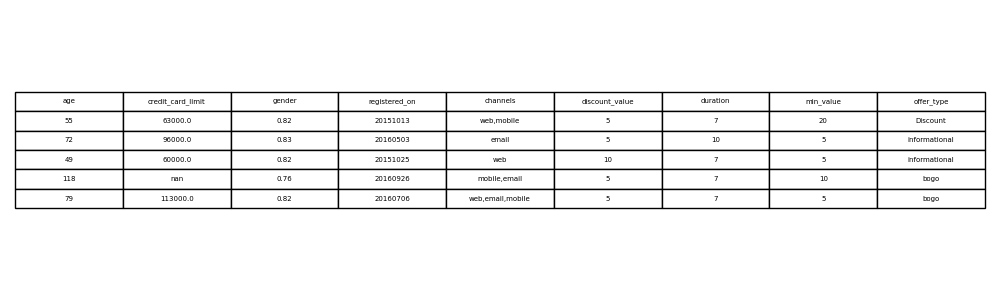 age credit_card_limit gender registered_on channels discount_value duration min_value offer_type
55 63000.0 0.82 20151013 web,mobile 5 7 20 Discount
72 96000.0 0.83 20160503 email 5 10 5 informational
49 60000.0 0.82 20151025 web 10 7 5 informational
118 nan 0.76 20160926 mobile,email 5 7 10 bogo
79 113000.0 0.82 20160706 web,email,mobile 5 7 5 bogo